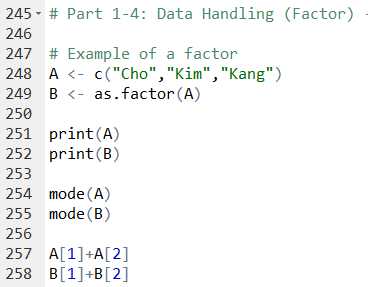 245 # Part 1-4: Data Handling (Factor) -
246
247 # Example of a factor
248 A <- c("Cho","Kim","Kang")
249 B <- as.factor(A)
250
251 print(A)
252 print(B)
253
254 mode(A)
255 mode(B)
256
257 A[1]+A[2]
258 B[1]+B[2]